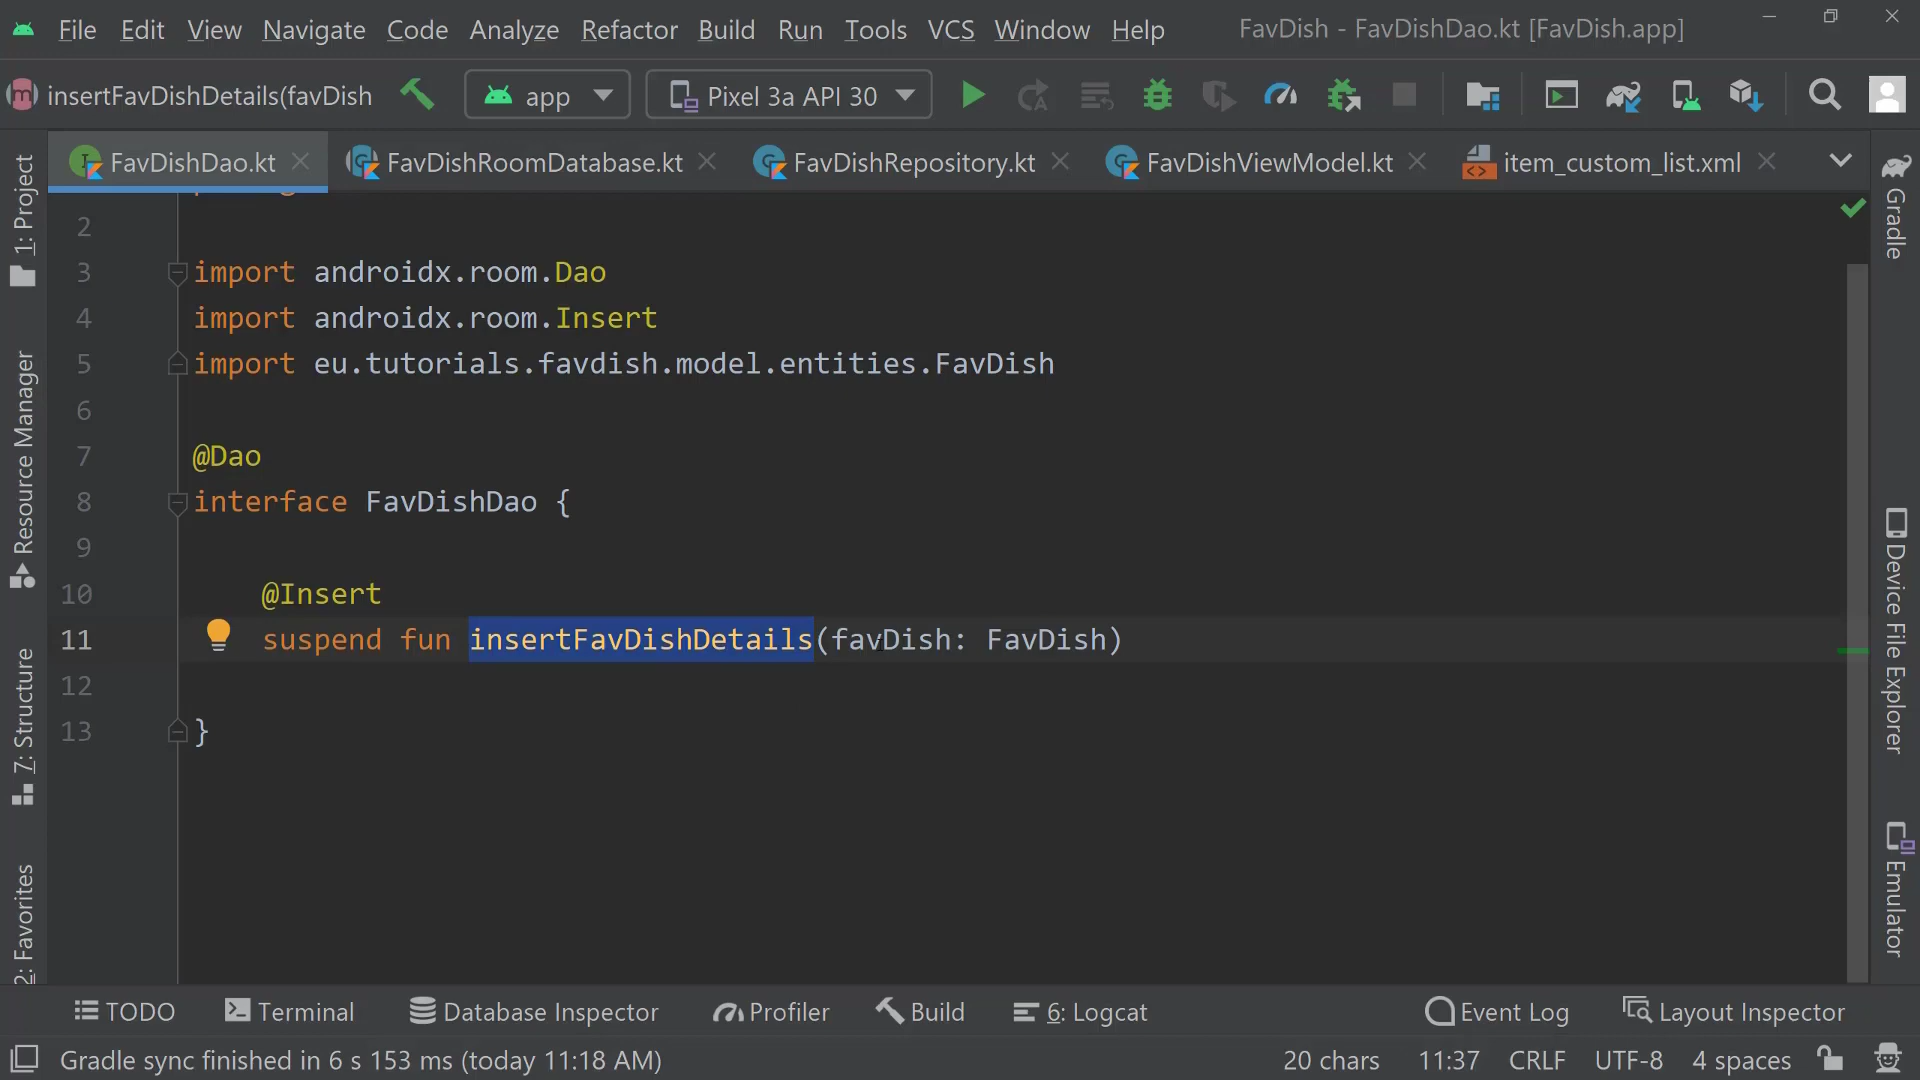 File Edit View Navigate Code Analyze Refactor Build Run Tools VCS Window Help FavDish - FavDishDao.kt [FavDish.app]
insertFavDishDetails(favDish app Pixel 3a API 30
FavDishDao.kt FavDishRoomDatabase.kt FavDishRepository.kt FavDishViewModel.kt item_custom_list.xml
1: Project
Resource Manager
7: Structure
2: Favorites
2
3 import androidx.room.Dao
4 import androidx.room.Insert
5 import eu.tutorials.favdish.model.entities.FavDish
6
7 @Dao
8 interface FavDishDao {
9
10 @Insert
11 suspend fun insertFavDishDetails(favDish: FavDish)
12
13 }
Gradle
Device File Explorer
Emulator
TODO Terminal Database Inspector Profiler Build 6: Logcat Event Log Layout Inspector
Gradle sync finished in 6 s 153 ms (today 11:18 AM) 20 chars 11:37 CRLF UTF-8 4 spaces